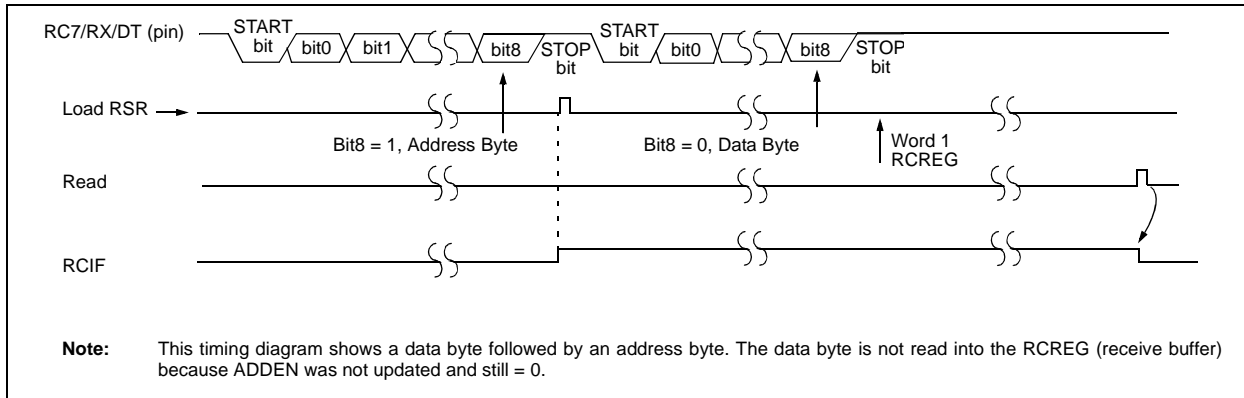 RC7/RX/DT (pin)
START bit
bit0
bit1
bit8
STOP bit
START bit
bit0
bit8
STOP bit
Load RSR
Bit8 = 1, Address Byte
Bit8 = 0, Data Byte
Word 1
RCREG
Read
RCIF
Note: This timing diagram shows a data byte followed by an address byte. The data byte is not read into the RCREG (receive buffer)
because ADDEN was not updated and still = 0.